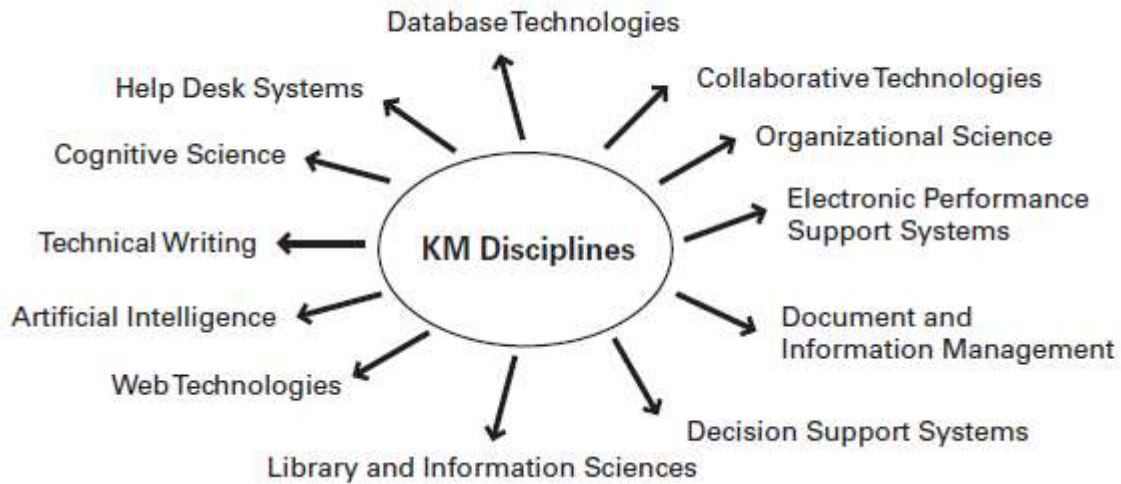 Database Technologies
Help Desk Systems
Collaborative Technologies
Organizational Science
Cognitive Science
Electronic Performance
Support Systems
Technical Writing
KM Disciplines
Artificial Intelligence
Document and
Information Management
Web Technologies
Decision Support Systems
Library and Information Sciences